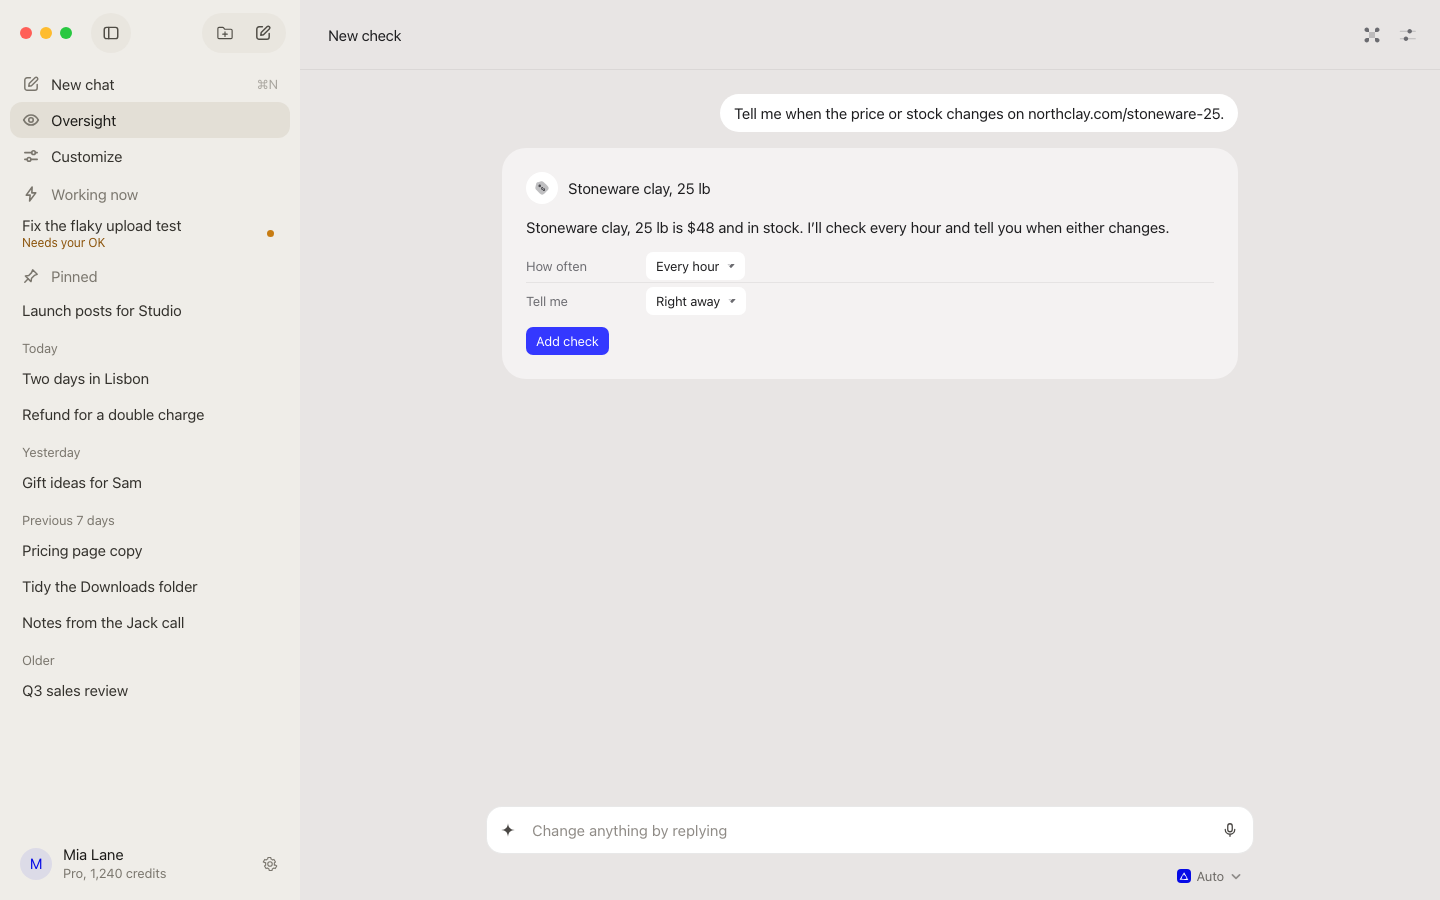 New check
New chat
⌘N
Oversight
Customize
Working now
Fix the flaky upload test
Needs your OK
Pinned
Launch posts for Studio
Today
Two days in Lisbon
Refund for a double charge
Yesterday
Gift ideas for Sam
Previous 7 days
Pricing page copy
Tidy the Downloads folder
Notes from the Jack call
Older
Q3 sales review
M
Mia Lane
Pro, 1,240 credits
Tell me when the price or stock changes on northclay.com/stoneware-25.
Stoneware clay, 25 lb
Stoneware clay, 25 lb is $48 and in stock. I’ll check every hour and tell you when either changes.
How often
Every hour
Tell me
Right away
Add check
Change anything by replying
Auto